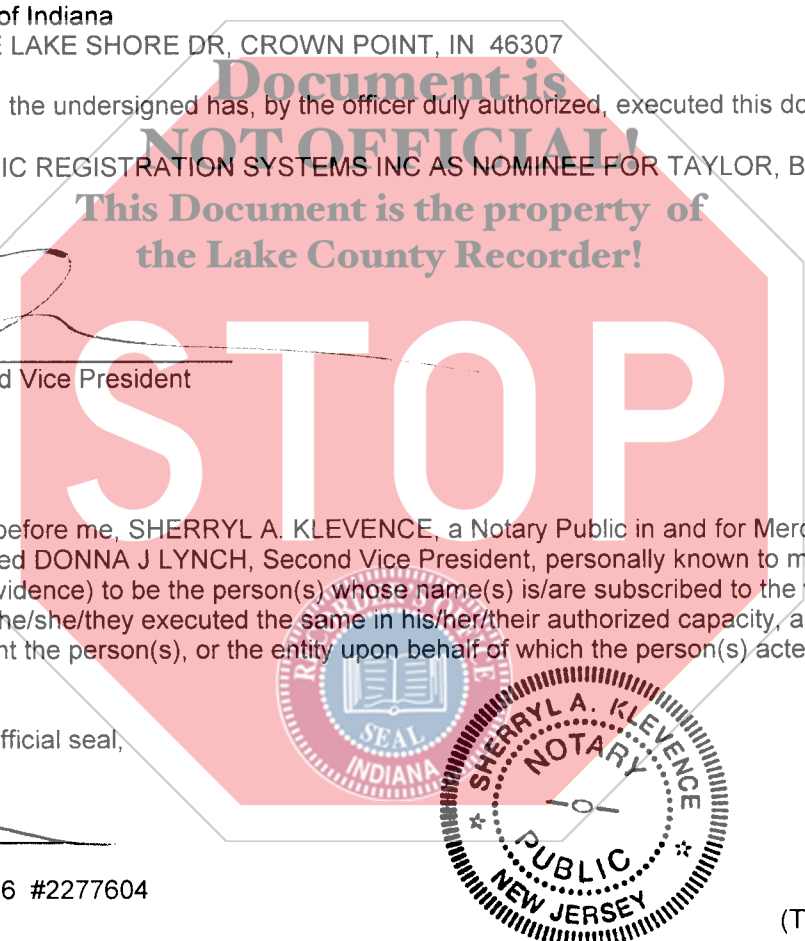 of Indiana
E LAKE SHORE DR, CROWN POINT, IN 46307
Document is
the undersigned has, by the officer duly authorized, executed this do
NOT OFFICIAL!
IC REGISTRATION SYSTEMS INC AS NOMINEE FOR TAYLOR, B
This Document is the property of
the Lake County Recorder!
d Vice President
STOP
before me, SHERRYL A. KLEVENCE, a Notary Public in and for Merc
ed DONNA J LYNCH, Second Vice President, personally known to m
vidence) to be the person(s) whose name(s) is/are subscribed to the
he/she/they executed the same in his/her/their authorized capacity, a
nt the person(s), or the entity upon behalf of which the person(s) acte
RECORDER'S OFFICE
SEAL
INDIANA
fficial seal,
SHERRYL A. KLEVENCE
NOTARY
-O-
PUBLIC
NEW JERSEY
6 #2277604
(T